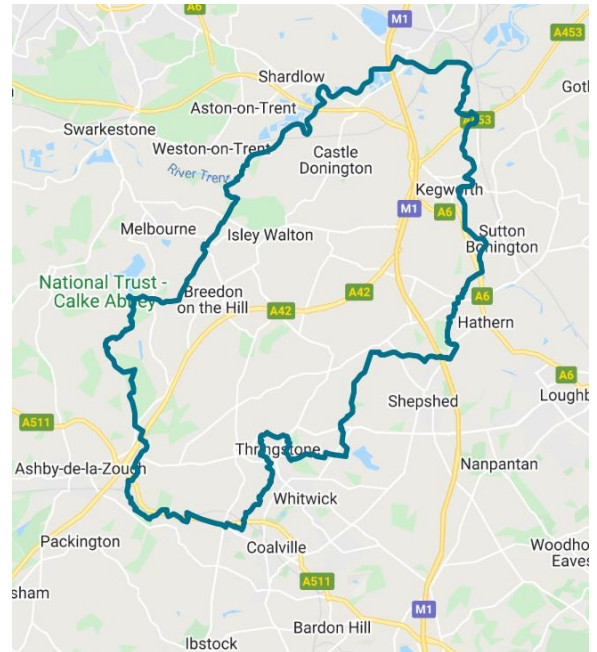 A6
M1
A453
Shardlow
Goth
Aston-on-Trent
Swarkestone
A453
Weston-on-Trent
Castle
Donington
River Trent
Kegworth
M1
A6
Melbourne
Isley Walton
Sutton
Bonington
National Trust -
Calke Abbey
Breedon
on the Hill
A42
A42
A6
Hathern
A6
Shepshed
Loughb
A511
Thringstone
Ashby-de-la-Zouch
Nanpantan
Whitwick
Packington
Coalville
Woodho
Eaves
A511
sham
M1
Bardon Hill
Ibstock